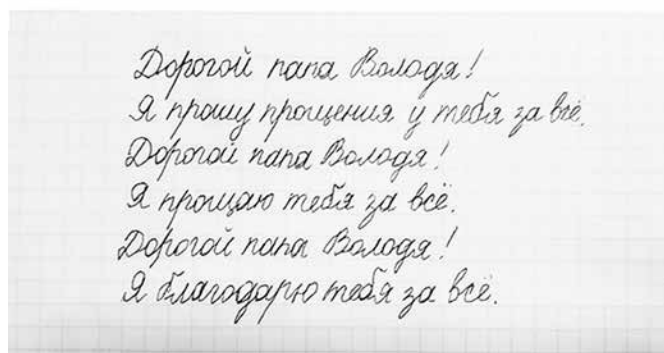 Дорогой папа Володя!
Я прошу прощения у тебя за всё.
Дорогой папа Володя!
Я прощаю тебя за всё.
Дорогой папа Володя!
Я благодарю тебя за всё.